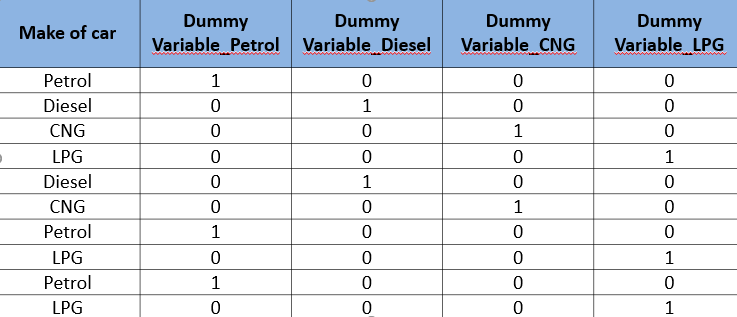 Make of car Dummy Variable_Petrol Dummy Variable_Diesel Dummy Variable_CNG Dummy Variable_LPG
Petrol 1 0 0 0
Diesel 0 1 0 0
CNG 0 0 1 0
LPG 0 0 0 1
Diesel 0 1 0 0
CNG 0 0 1 0
Petrol 1 0 0 0
LPG 0 0 0 1
Petrol 1 0 0 0
LPG 0 0 0 1